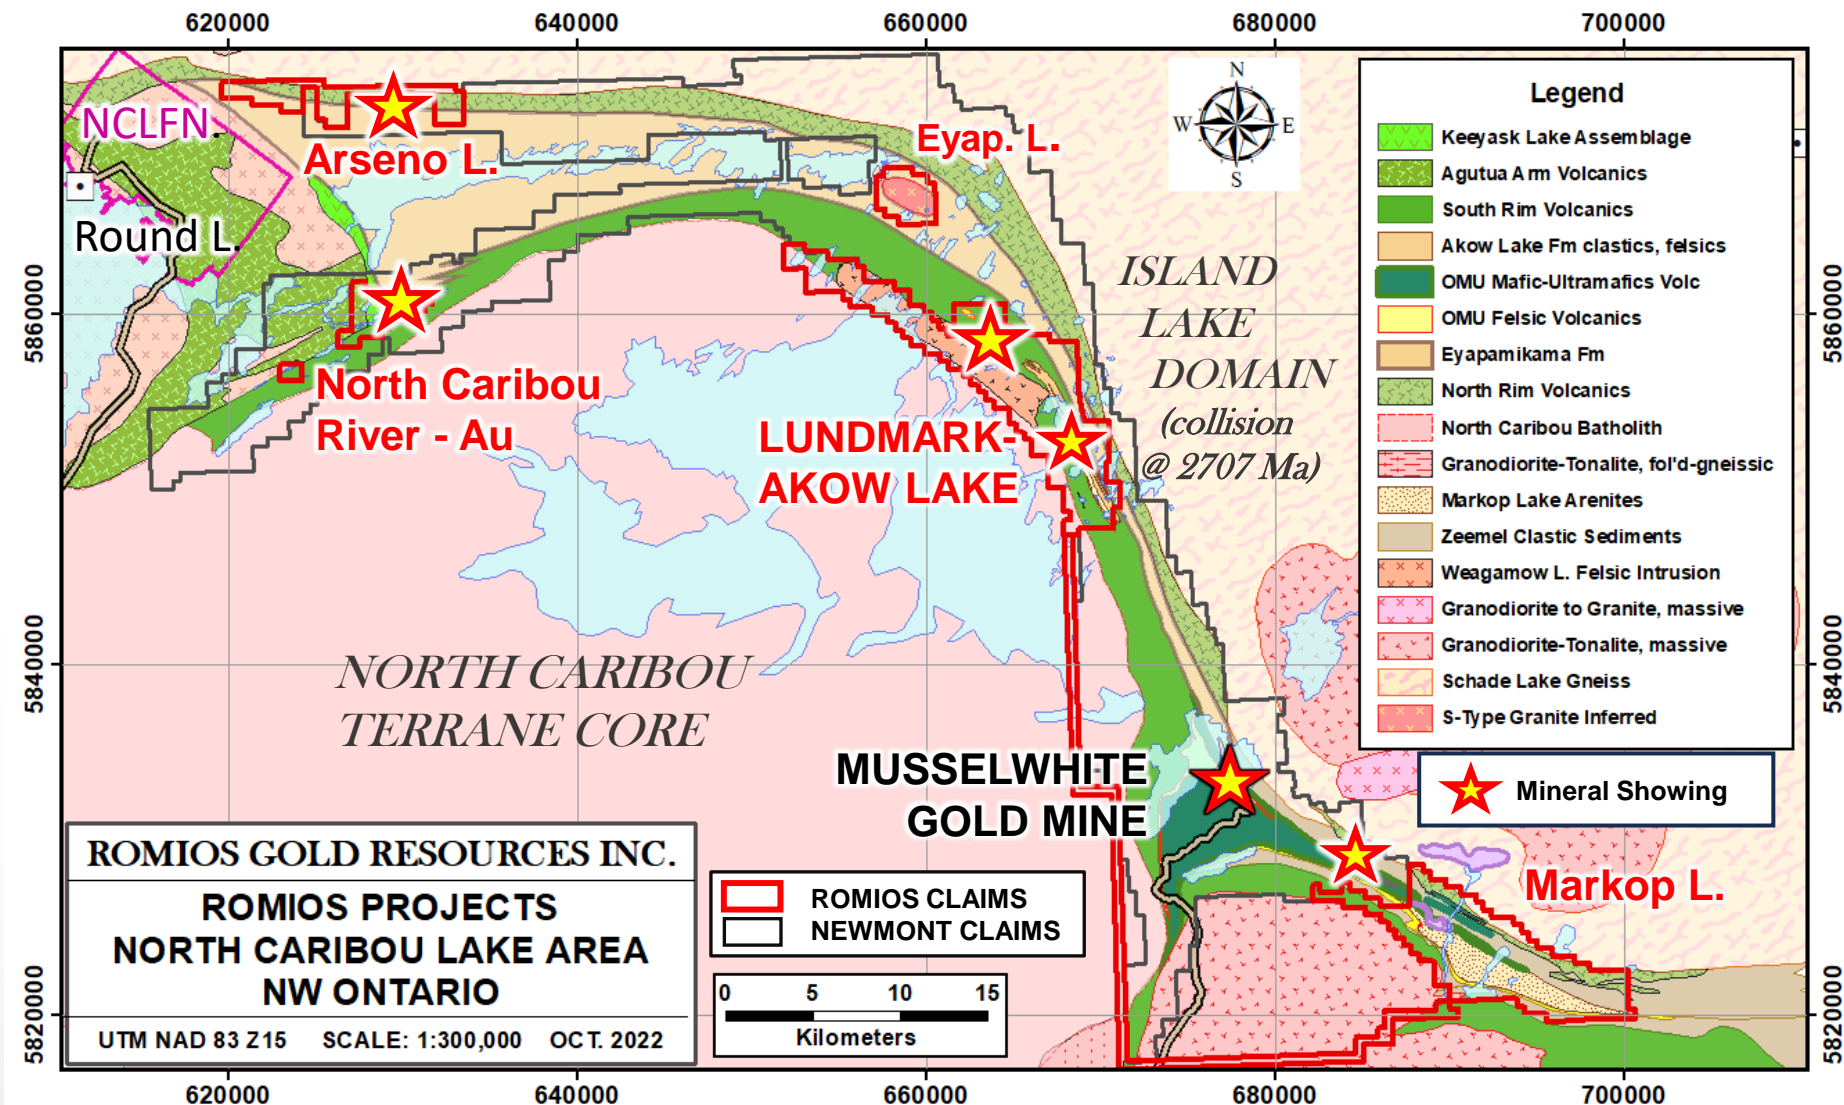 620000
640000
660000
680000
700000
NCLFN.
Arseno L.
Eyap. L.
N
W
E
S
Round L.
ISLAND
LAKE
DOMAIN
(collision
@ 2707 Ma)
North Caribou
River - Au
LUNDMARK-
AKOW LAKE
NORTH CARIBOU
TERRANE CORE
MUSSELWHITE
GOLD MINE
Markop L.
Legend
Keeyask Lake Assemblage
Agutua Arm Volcanics
South Rim Volcanics
Akow Lake Fm clastics, felsics
OMU Mafic-Ultramafics Volc
OMU Felsic Volcanics
Eyapamikama Fm
North Rim Volcanics
North Caribou Batholith
Granodiorite-Tonalite, fol'd-gneissic
Markop Lake Arenites
Zeemel Clastic Sediments
Weagamow L. Felsic Intrusion
Granodiorite to Granite, massive
Granodiorite-Tonalite, massive
Schade Lake Gneiss
S-Type Granite Inferred
Mineral Showing
ROMIOS GOLD RESOURCES INC.
ROMIOS PROJECTS
NORTH CARIBOU LAKE AREA
NW ONTARIO
UTM NAD 83 Z15 SCALE: 1:300,000 OCT. 2022
ROMIOS CLAIMS
NEWMONT CLAIMS
0 5 10 15
Kilometers
5860000
5840000
5820000
5860000
5840000
5820000
620000
640000
660000
680000
700000